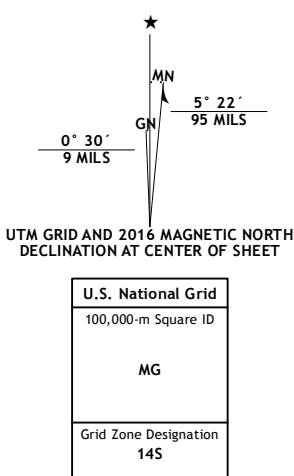 ★
MN
GN
5° 22´
95 MILS
0° 30´
9 MILS
UTM GRID AND 2016 MAGNETIC NORTH
DECLINATION AT CENTER OF SHEET
U.S. National Grid
100,000-m Square ID
MG
Grid Zone Designation
14S